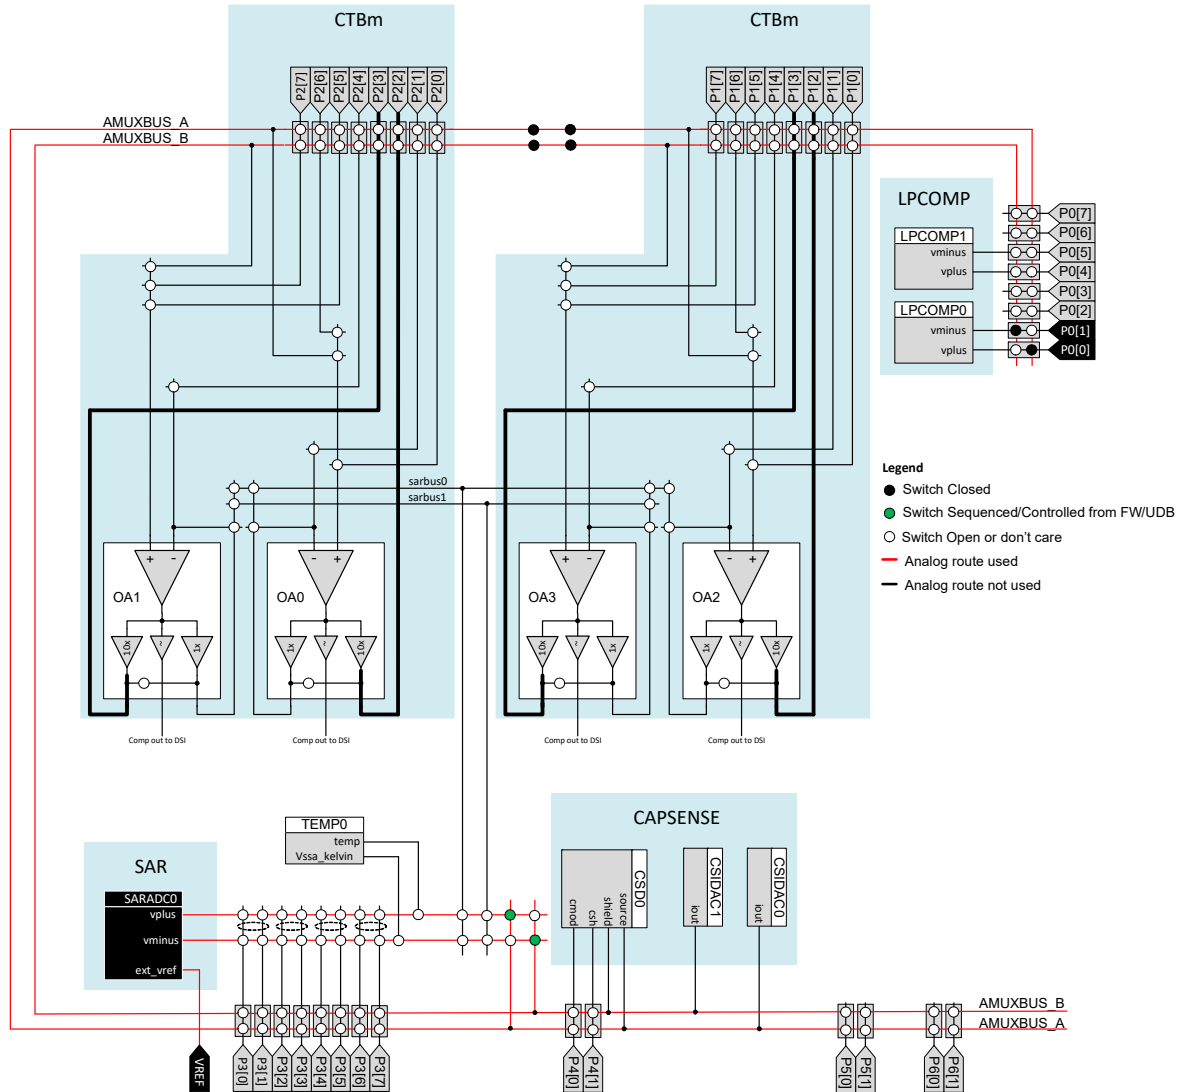 CTBm
CTBm
P2[7]
P2[6]
P2[5]
P2[4]
P2[3]
P2[2]
P2[1]
P2[0]
P1[7]
P1[6]
P1[5]
P1[4]
P1[3]
P1[2]
P1[1]
P1[0]
AMUXBUS_A
AMUXBUS_B
LPCOMP
LPCOMP1
vminus
vplus
LPCOMP0
vminus
vplus
P0[7]
P0[6]
P0[5]
P0[4]
P0[3]
P0[2]
P0[1]
P0[0]
Legend
Switch Closed
Switch Sequenced/Controlled from FW/UDB
Switch Open or don't care
Analog route used
Analog route not used
sarbus0
sarbus1
+ -
OA1
10x
~
1x
- +
OA0
1x
~
10x
+ -
OA3
10x
~
1x
- +
OA2
1x
~
10x
Comp out to DSI
Comp out to DSI
Comp out to DSI
Comp out to DSI
TEMP0
temp
Vssa_kelvin
SAR
SARADC0
vplus
vminus
ext_vref
CAPSENSE
CSD0
cmod
csh
shield
source
CSIDAC1
iout
CSIDAC0
iout
AMUXBUS_B
AMUXBUS_A
VREF
P3[0]
P3[1]
P3[2]
P3[3]
P3[4]
P3[5]
P3[6]
P3[7]
P4[0]
P4[1]
P5[0]
P5[1]
P6[0]
P6[1]